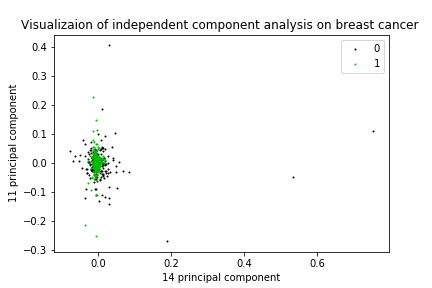 Visualizaion of independent component analysis on breast cancer
0.4
0.3
0.2
0.1
0.0
−0.1
−0.2
−0.3
11 principal component
0.0 0.2 0.4 0.6
14 principal component
0
1